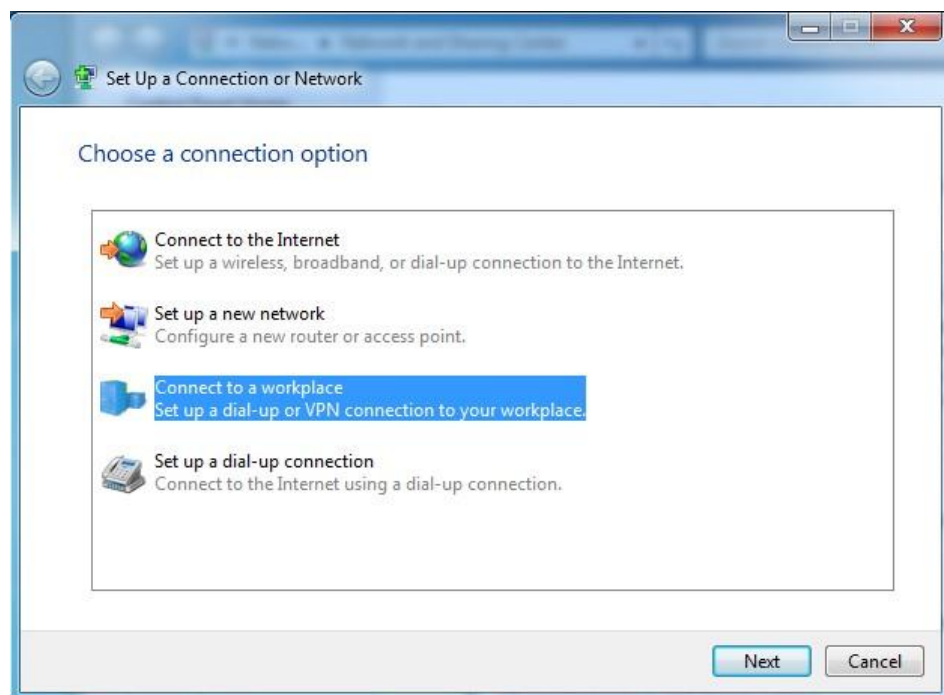 Set Up a Connection or Network
Choose a connection option
Connect to the Internet
Set up a wireless, broadband, or dial-up connection to the Internet.
Set up a new network
Configure a new router or access point.
Connect to a workplace
Set up a dial-up or VPN connection to your workplace.
Set up a dial-up connection
Connect to the Internet using a dial-up connection.
Next
Cancel